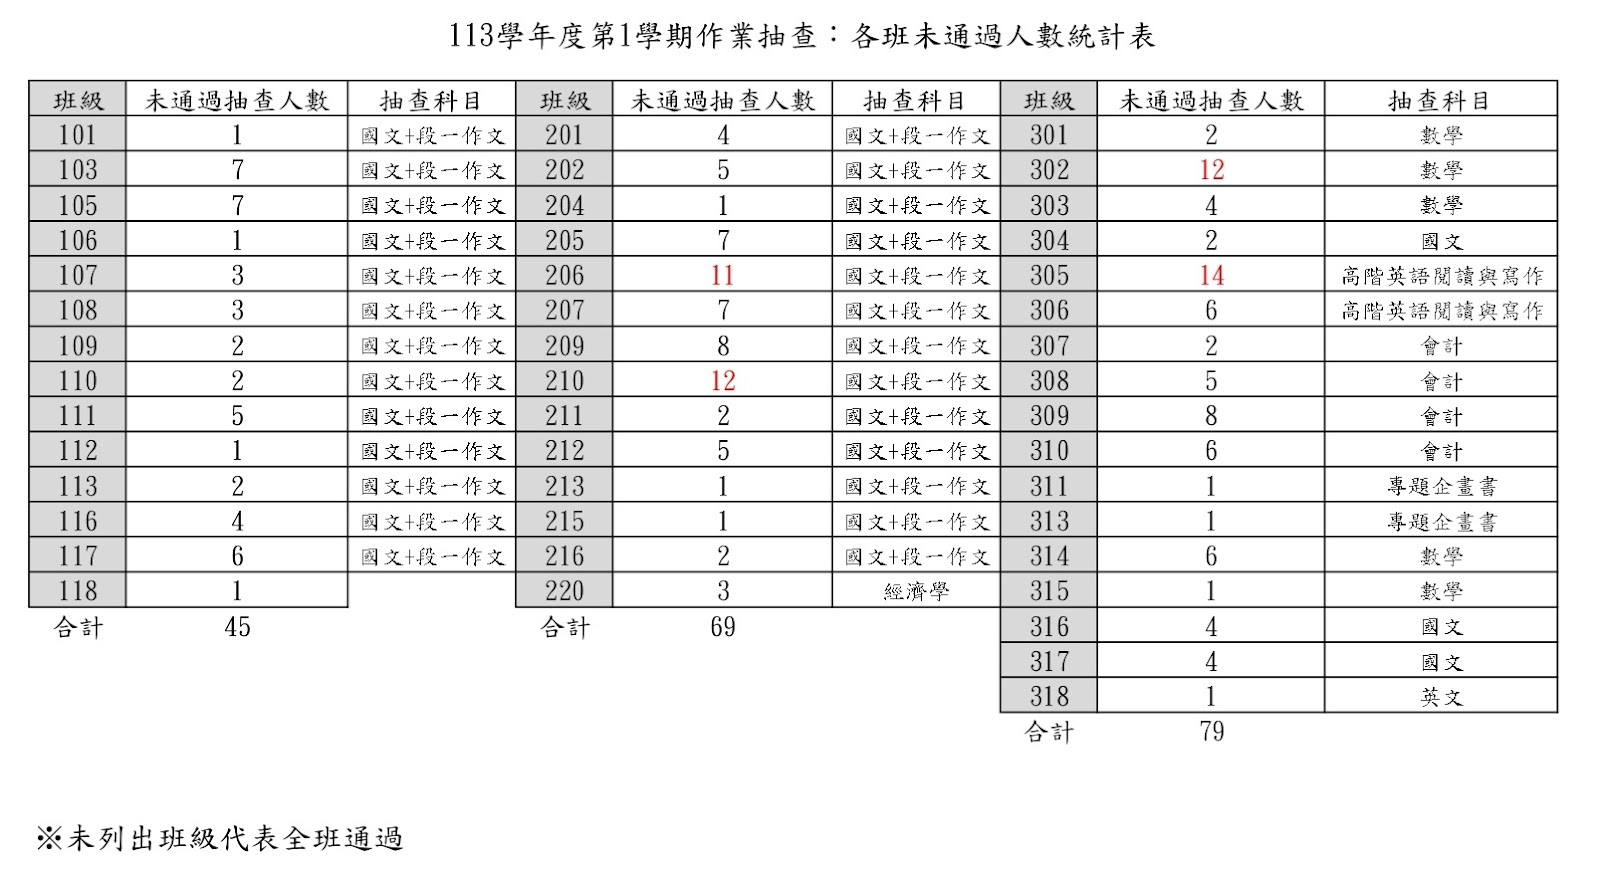 113學年度第1學期作業抽查：各班未通過人數統計表
班級 未通過抽查人數 抽查科目 班級 未通過抽查人數 抽查科目 班級 未通過抽查人數 抽查科目
101 1 國文+段一作文 201 4 國文+段一作文 301 2 數學
103 7 國文+段一作文 202 5 國文+段一作文 302 12 數學
105 7 國文+段一作文 204 1 國文+段一作文 303 4 數學
106 1 國文+段一作文 205 7 國文+段一作文 304 2 國文
107 3 國文+段一作文 206 11 國文+段一作文 305 14 高階英語閱讀與寫作
108 3 國文+段一作文 207 7 國文+段一作文 306 6 高階英語閱讀與寫作
109 2 國文+段一作文 209 8 國文+段一作文 307 2 會計
110 2 國文+段一作文 210 12 國文+段一作文 308 5 會計
111 5 國文+段一作文 211 2 國文+段一作文 309 8 會計
112 1 國文+段一作文 212 5 國文+段一作文 310 6 會計
113 2 國文+段一作文 213 1 國文+段一作文 311 1 專題企畫書
116 4 國文+段一作文 215 1 國文+段一作文 313 1 專題企畫書
117 6 國文+段一作文 216 2 國文+段一作文 314 6 數學
118 1 220 3 經濟學 315 1 數學
合計 45 合計 69 316 4 國文
317 4 國文
318 1 英文
合計 79
※未列出班級代表全班通過